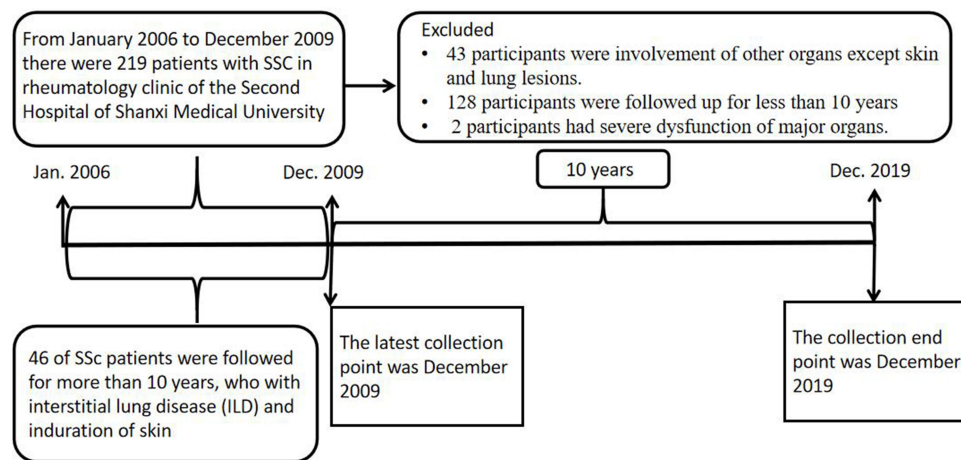 From January 2006 to December 2009
there were 219 patients with SSC in
rheumatology clinic of the Second
Hospital of Shanxi Medical University
Excluded
• 43 participants were involvement of other organs except skin
and lung lesions.
• 128 participants were followed up for less than 10 years
• 2 participants had severe dysfunction of major organs.
Jan. 2006
Dec. 2009
10 years
Dec. 2019
46 of SSc patients were followed
for more than 10 years, who with
interstitial lung disease (ILD) and
induration of skin
The latest collection
point was December
2009
The collection end
point was December
2019